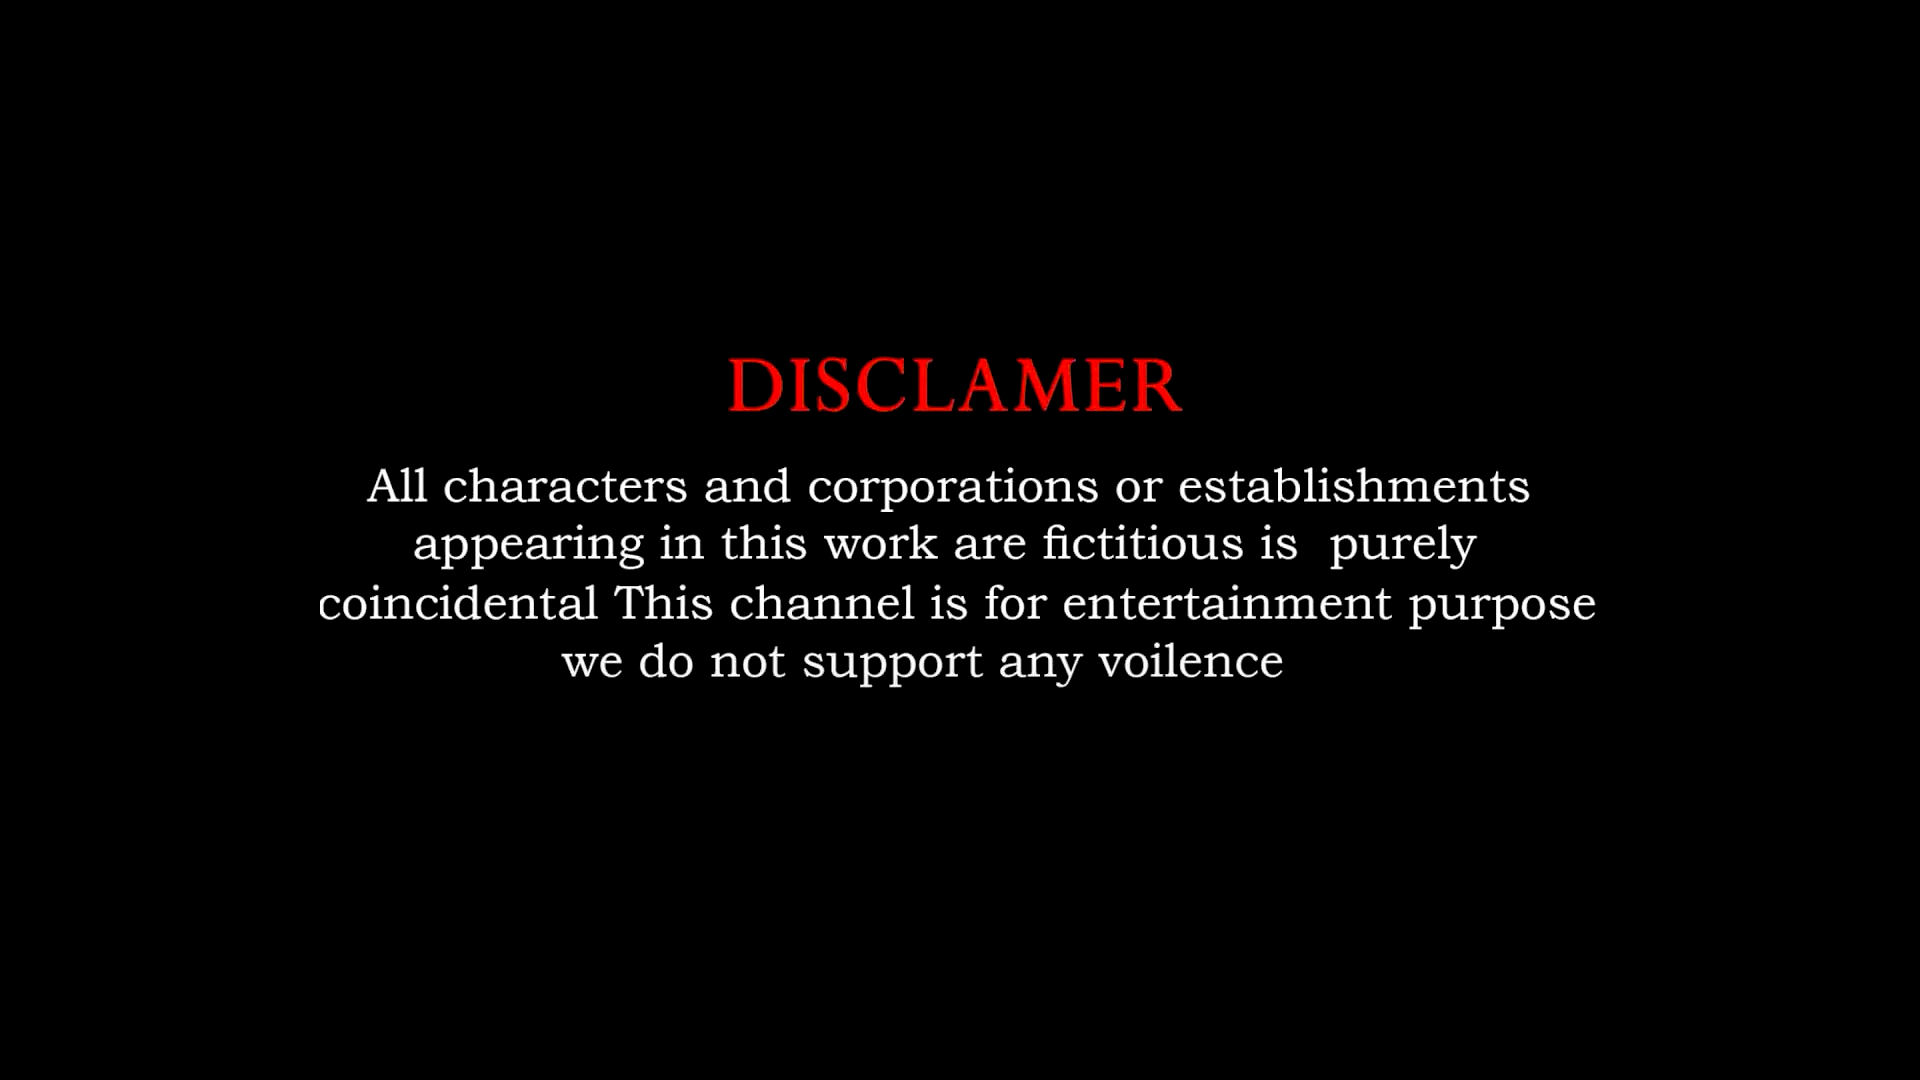 DISCLAMER
All characters and corporations or establishments
appearing in this work are fictitious is  purely
coincidental This channel is for entertainment purpose
we do not support any voilence